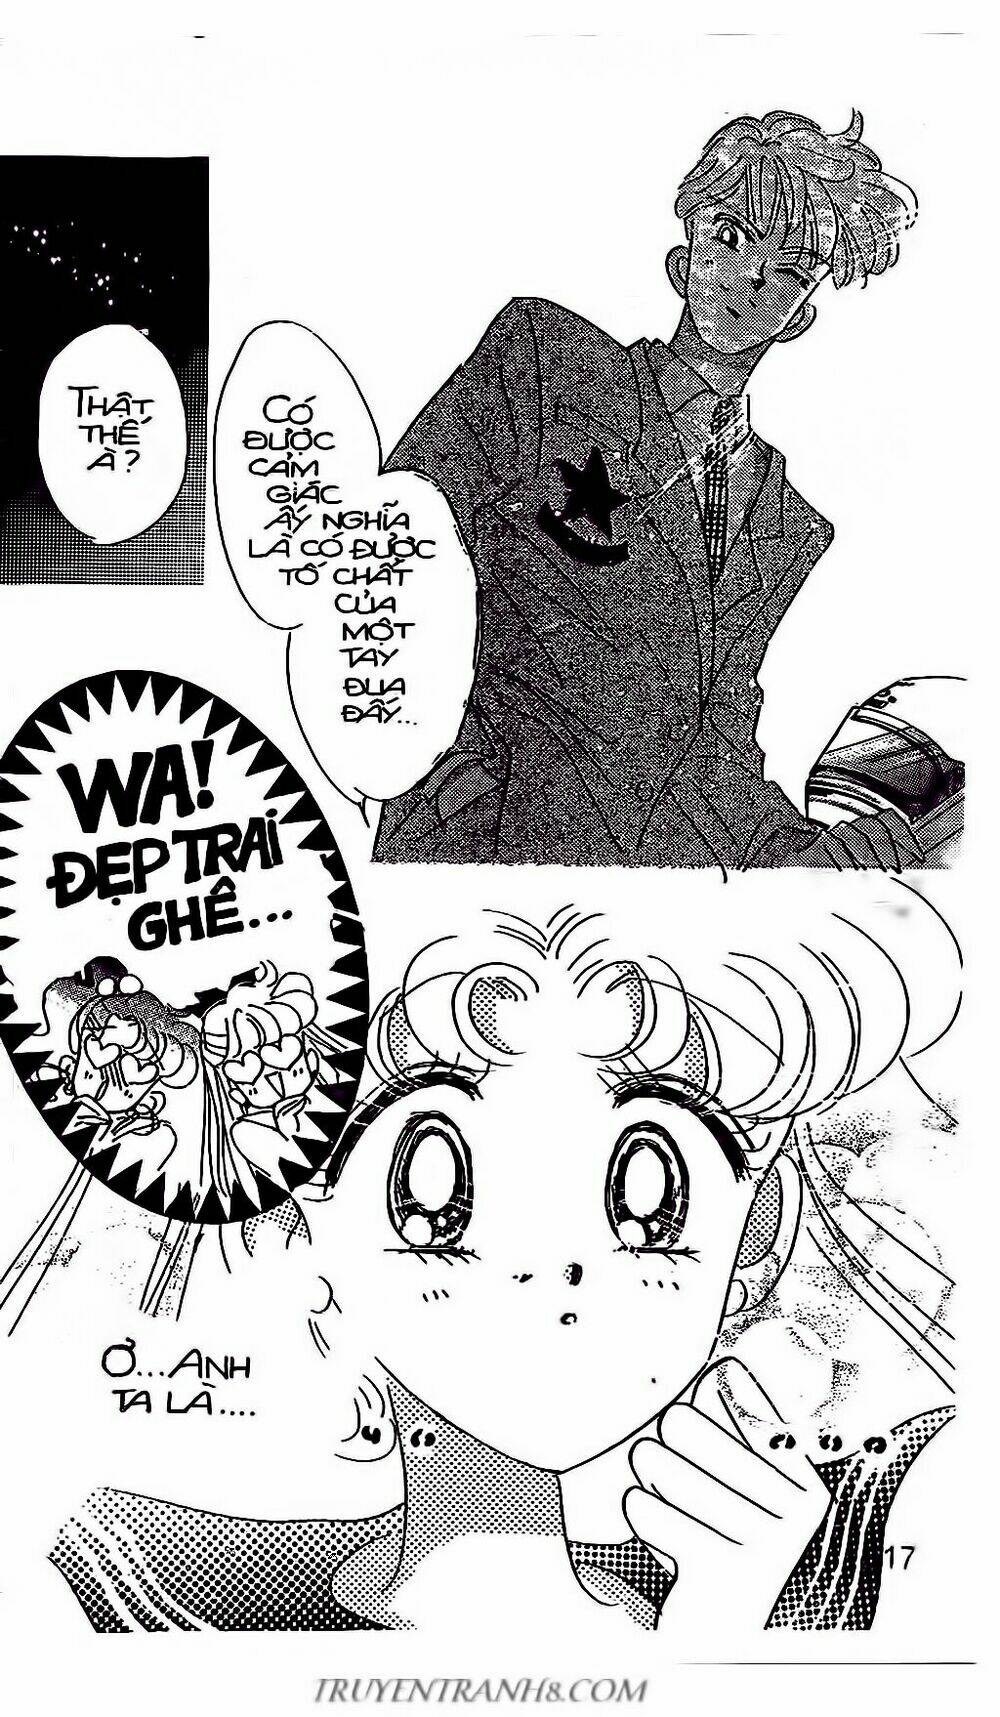 THẬT
THẾ
À?
CÓ
ĐƯỢC
CẢM
GIÁC
ẤY NGHĨA
LÀ CÓ ĐƯỢC
TỐ CHẤT
CỦA
MỘT
TAY
ĐUA
ĐẤY...
WA!
ĐẸP TRAI
GHÊ...
Ơ...ANH
TA LÀ....
17
TRUYENTRANH8.COM